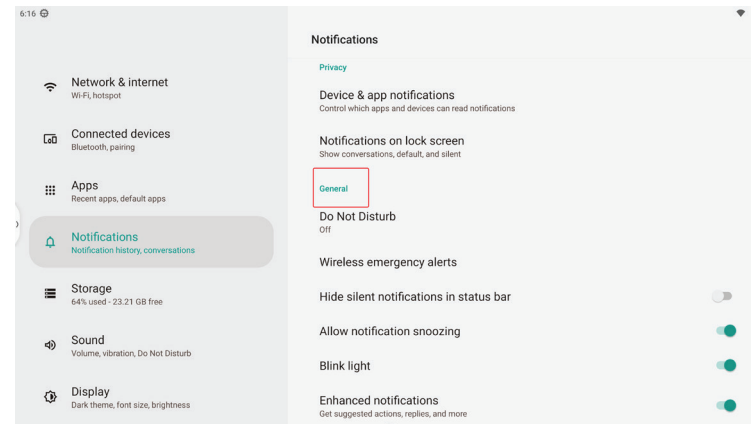 6:16
Notifications
Network & internet
Wi-Fi, hotspot
Connected devices
Bluetooth, pairing
Apps
Recent apps, default apps
Notifications
Notification history, conversations
Storage
64% used - 23.21 GB free
Sound
Volume, vibration, Do Not Disturb
Display
Dark theme, font size, brightness
Privacy
Device & app notifications
Control which apps and devices can read notifications
Notifications on lock screen
Show conversations, default, and silent
General
Do Not Disturb
Off
Wireless emergency alerts
Hide silent notifications in status bar
Allow notification snoozing
Blink light
Enhanced notifications
Get suggested actions, replies, and more